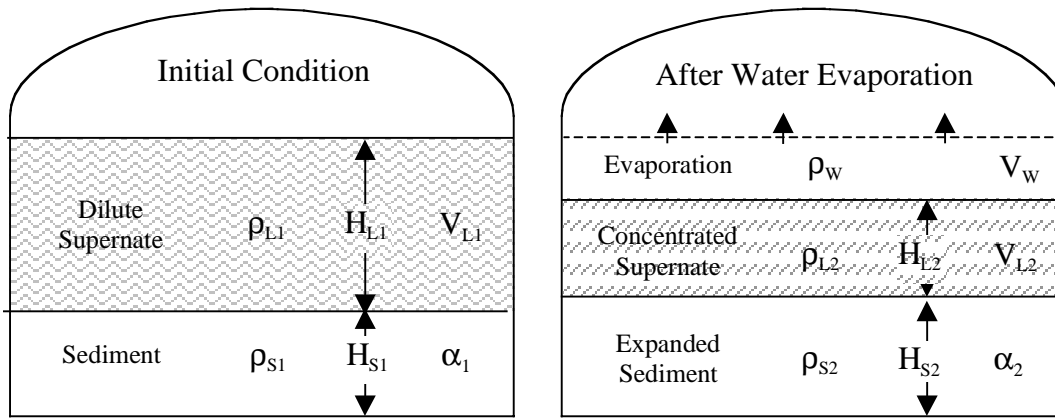 Initial Condition
Dilute
Supernate
ρL1
HL1
VL1
Sediment
ρS1
HS1
α1
After Water Evaporation
Evaporation
ρW
VW
Concentrated
Supernate
ρL2
HL2
VL2
Expanded
Sediment
ρS2
HS2
α2